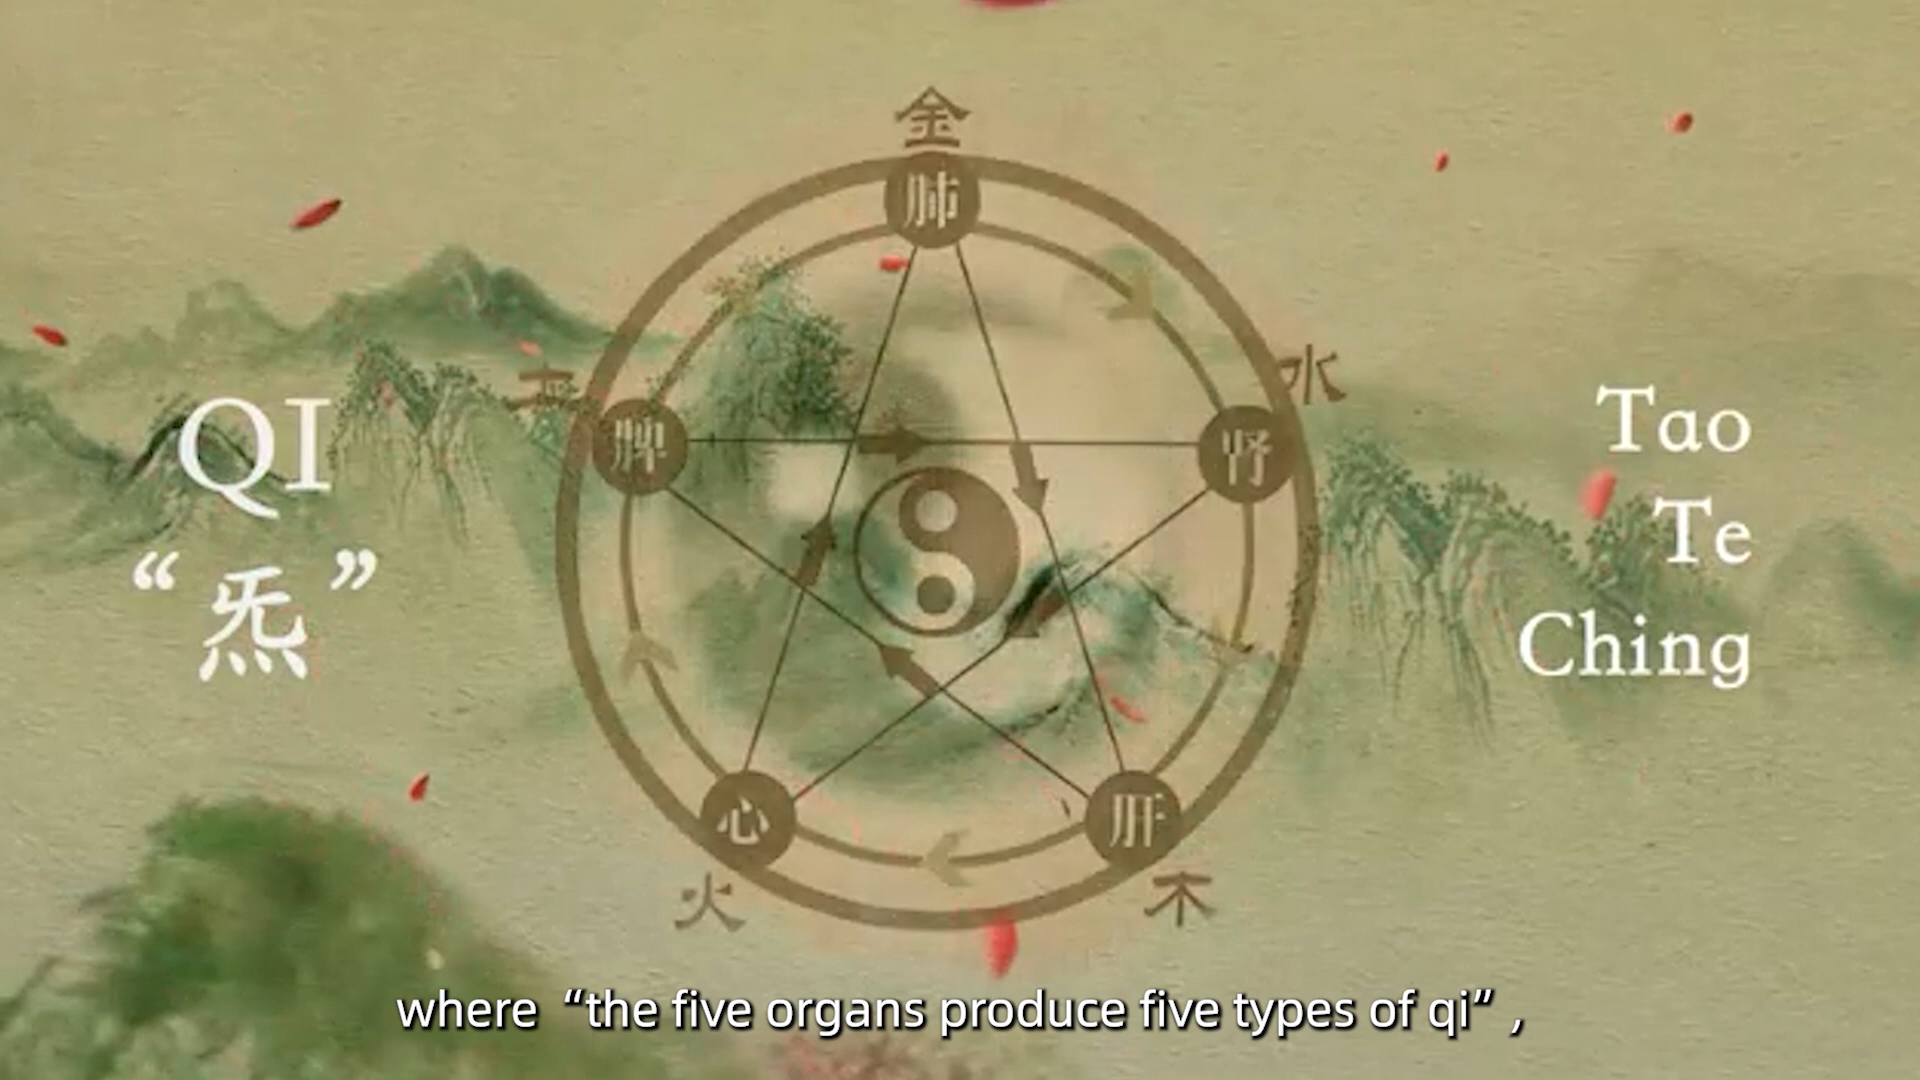 金
肺
水
脾
肾
心
肝
火
木
QI
“炁”
Tao
Te
Ching
where “the five organs produce five types of qi”,